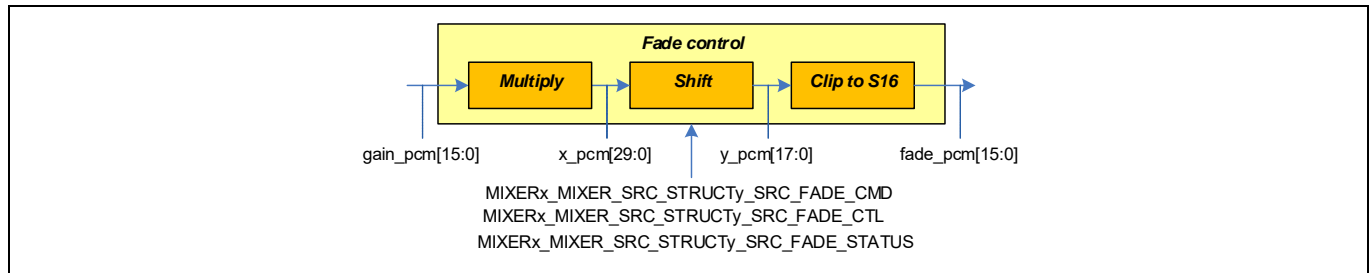 Fade control
Multiply
Shift
Clip to S16
gain_pcm[15:0]
x_pcm[29:0]
y_pcm[17:0]
fade_pcm[15:0]
MIXERx_MIXER_SRC_STRUCTy_SRC_FADE_CMD
MIXERx_MIXER_SRC_STRUCTy_SRC_FADE_CTL
MIXERx_MIXER_SRC_STRUCTy_SRC_FADE_STATUS